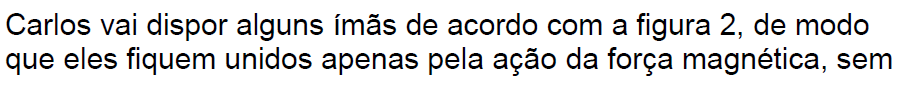 Carlos vai dispor alguns ímãs de acordo com a figura 2, de modo
que eles fiquem unidos apenas pela ação da força magnética, sem